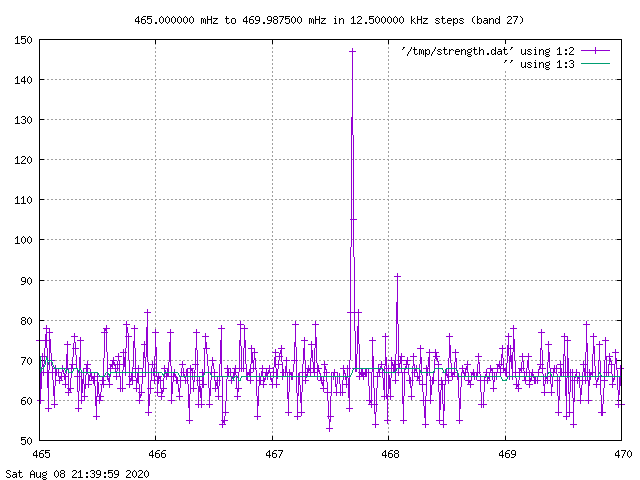 465.000000 mHz to 469.987500 mHz in 12.500000 kHz steps (band 27)
150
'/tmp/strength.dat' using 1:2
'' using 1:3
140
130
120
110
100
90
80
70
60
50
465 466 467 468 469 470
Sat Aug 08 21:39:59 2020